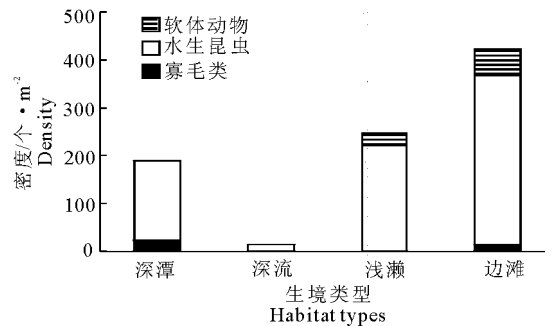 500
400
300
200
100
0
密度/个·m⁻²
Density
软体动物
水生昆虫
寡毛类
深潭
深流
浅濑
边滩
生境类型
Habitat types